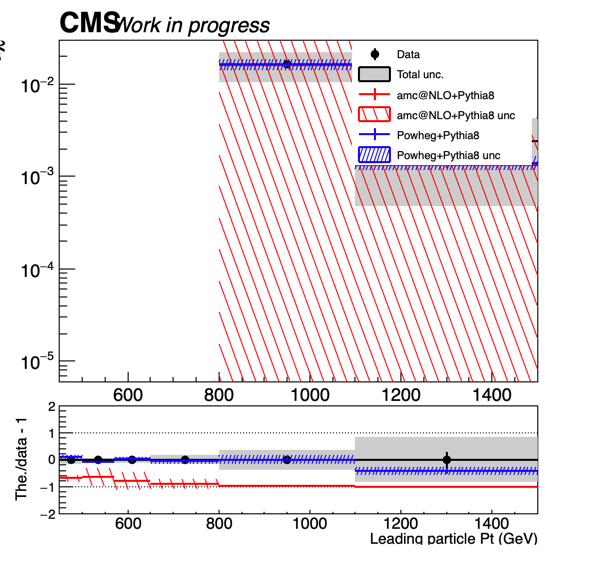 CMS Work in progress
Data
Total unc.
amc@NLO+Pythia8
amc@NLO+Pythia8 unc
Powheg+Pythia8
Powheg+Pythia8 unc
10−2
10−3
10−4
10−5
600 800 1000 1200 1400
The./data - 1
2
1
0
−1
−2
600 800 1000 1200 1400
Leading particle Pt (GeV)